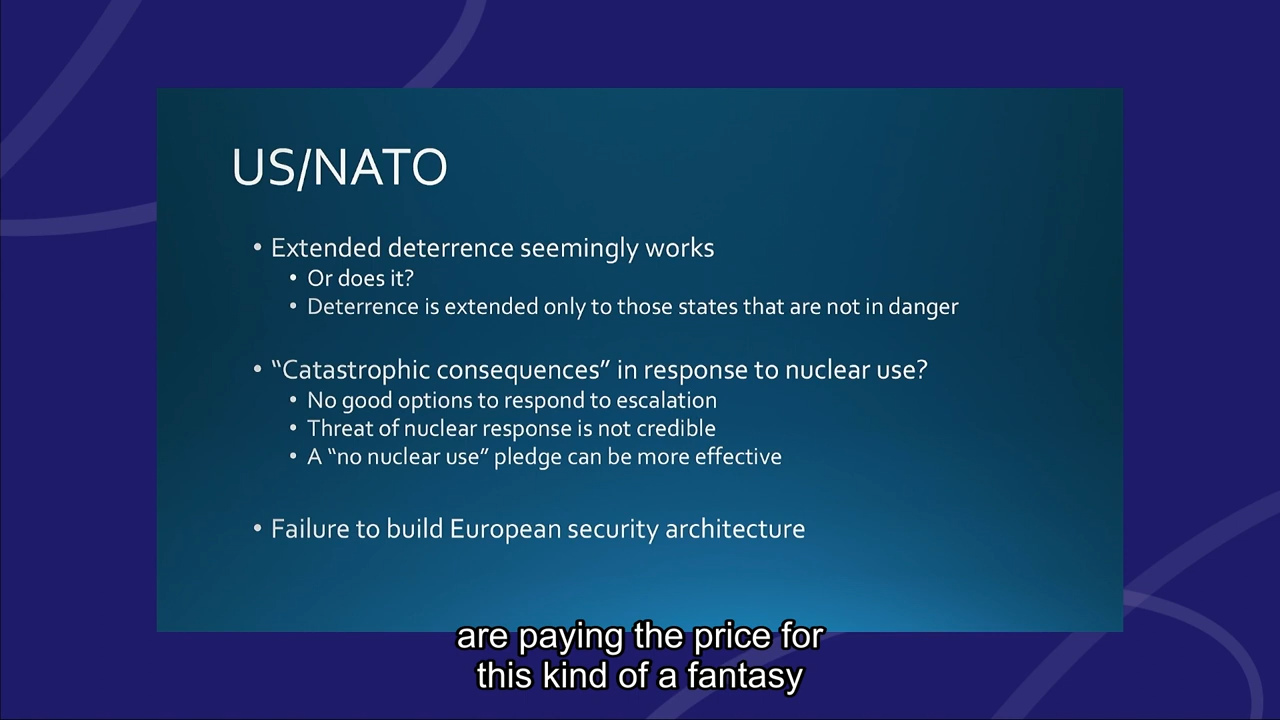 US/NATO
• Extended deterrence seemingly works
• Or does it?
• Deterrence is extended only to those states that are not in danger
• “Catastrophic consequences” in response to nuclear use?
• No good options to respond to escalation
• Threat of nuclear response is not credible
• A “no nuclear use” pledge can be more effective
• Failure to build European security architecture
are paying the price for
this kind of a fantasy